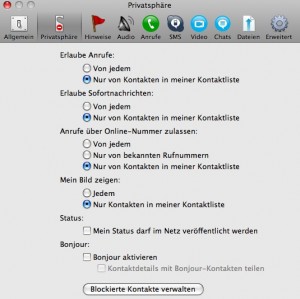 Privatsphäre
Allgemein Privatsphäre Hinweise Audio Anrufe SMS Video Chats Dateien Erweitert
Erlaube Anrufe:
Von jedem
Nur von Kontakten in meiner Kontaktliste
Erlaube Sofortnachrichten:
Von jedem
Nur von Kontakten in meiner Kontaktliste
Anrufe über Online-Nummer zulassen:
Von jedem
Nur von bekannten Rufnummern
Nur von Kontakten in meiner Kontaktliste
Mein Bild zeigen:
Jedem
Nur Kontakten in meiner Kontaktliste
Status:
Mein Status darf im Netz veröffentlicht werden
Bonjour:
Bonjour aktivieren
Kontaktdetails mit Bonjour-Kontakten teilen
Blockierte Kontakte verwalten